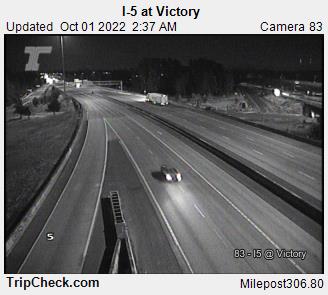 I-5 at Victory
Updated Oct 01 2022 2:37 AM Camera 83
T
S
83 - I5 @ Victory
TripCheck.com Milepost306.80